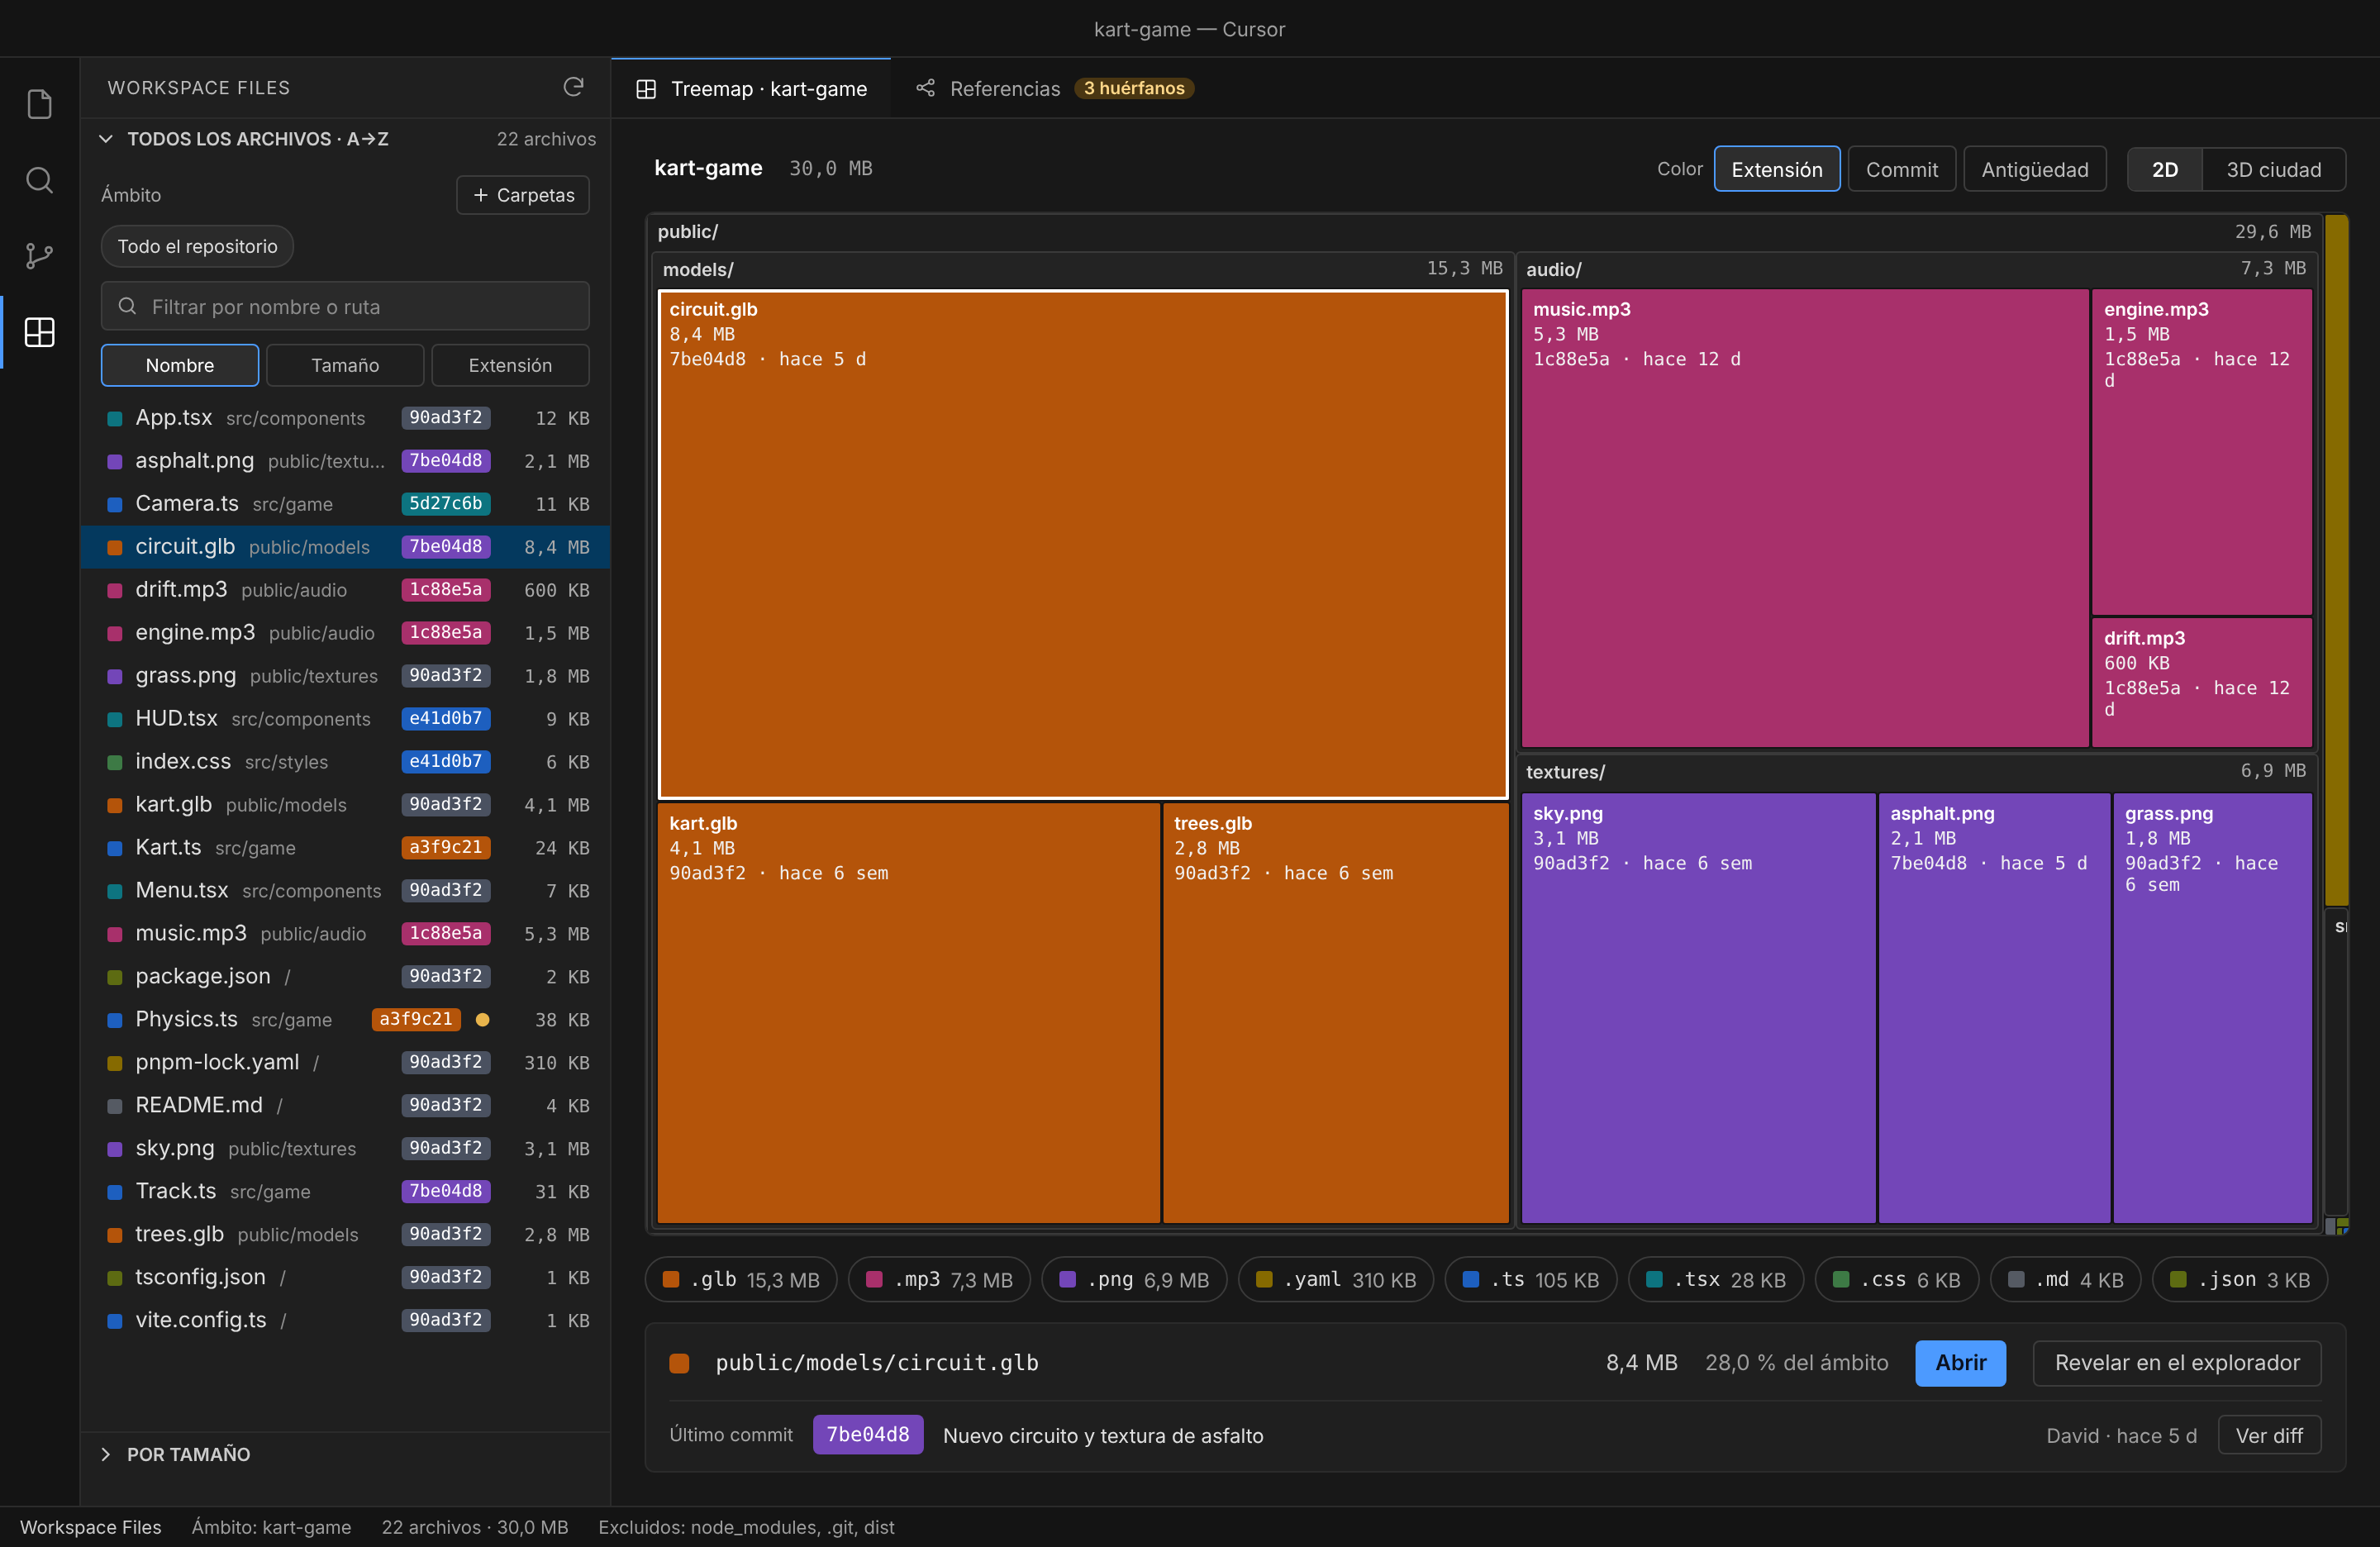 kart-game — Cursor
WORKSPACE FILES
TODOS LOS ARCHIVOS · A→Z 22 archivos
Ámbito + Carpetas
Todo el repositorio
Filtrar por nombre o ruta
Nombre Tamaño Extensión
App.tsx src/components 90ad3f2 12 KB
asphalt.png public/textu... 7be04d8 2,1 MB
Camera.ts src/game 5d27c6b 11 KB
circuit.glb public/models 7be04d8 8,4 MB
drift.mp3 public/audio 1c88e5a 600 KB
engine.mp3 public/audio 1c88e5a 1,5 MB
grass.png public/textures 90ad3f2 1,8 MB
HUD.tsx src/components e41d0b7 9 KB
index.css src/styles e41d0b7 6 KB
kart.glb public/models 90ad3f2 4,1 MB
Kart.ts src/game a3f9c21 24 KB
Menu.tsx src/components 90ad3f2 7 KB
music.mp3 public/audio 1c88e5a 5,3 MB
package.json / 90ad3f2 2 KB
Physics.ts src/game a3f9c21 38 KB
pnpm-lock.yaml / 90ad3f2 310 KB
README.md / 90ad3f2 4 KB
sky.png public/textures 90ad3f2 3,1 MB
Track.ts src/game 7be04d8 31 KB
trees.glb public/models 90ad3f2 2,8 MB
tsconfig.json / 90ad3f2 1 KB
vite.config.ts / 90ad3f2 1 KB
POR TAMAÑO
Treemap · kart-game Referencias 3 huérfanos
kart-game 30,0 MB
Color Extensión Commit Antigüedad 2D 3D ciudad
public/ 29,6 MB
models/ 15,3 MB
circuit.glb
8,4 MB
7be04d8 · hace 5 d
kart.glb
4,1 MB
90ad3f2 · hace 6 sem
trees.glb
2,8 MB
90ad3f2 · hace 6 sem
audio/ 7,3 MB
music.mp3
5,3 MB
1c88e5a · hace 12 d
engine.mp3
1,5 MB
1c88e5a · hace 12
d
drift.mp3
600 KB
1c88e5a · hace 12
d
textures/ 6,9 MB
sky.png
3,1 MB
90ad3f2 · hace 6 sem
asphalt.png
2,1 MB
7be04d8 · hace 5 d
grass.png
1,8 MB
90ad3f2 · hace
6 sem
.glb 15,3 MB .mp3 7,3 MB .png 6,9 MB .yaml 310 KB .ts 105 KB .tsx 28 KB .css 6 KB .md 4 KB .json 3 KB
public/models/circuit.glb 8,4 MB 28,0 % del ámbito Abrir Revelar en el explorador
Último commit 7be04d8 Nuevo circuito y textura de asfalto David · hace 5 d Ver diff
Workspace Files Ámbito: kart-game 22 archivos · 30,0 MB Excluidos: node_modules, .git, dist